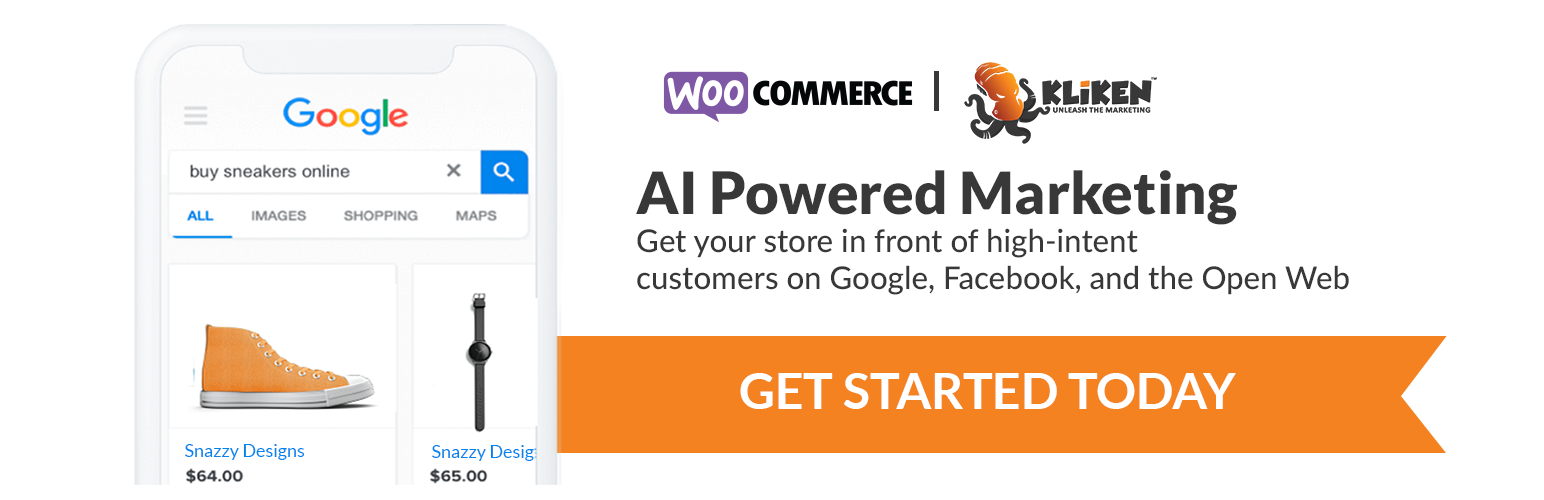 Google
buy sneakers online
ALL IMAGES SHOPPING MAPS
Snazzy Designs
$64.00
Snazzy Desig
$65.00
WOO COMMERCE | KLiKEN™
UNLEASH THE MARKETING
AI Powered Marketing
Get your store in front of high-intent
customers on Google, Facebook, and the Open Web
GET STARTED TODAY